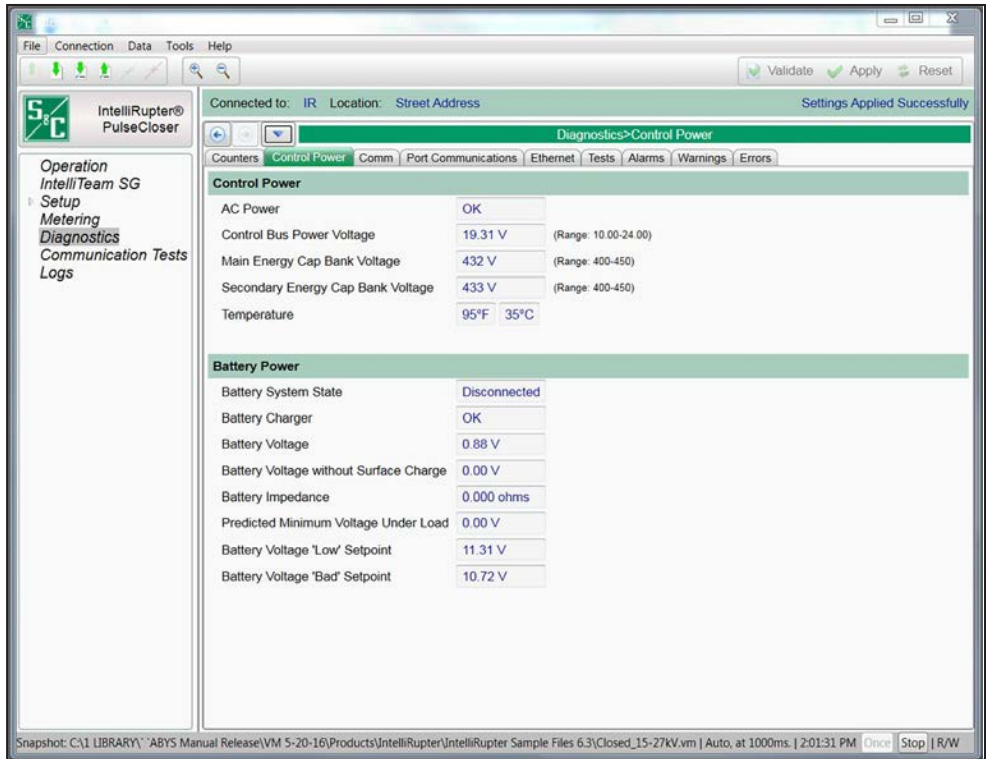 File Connection Data Tools Help
Validate Apply Reset
S&C
IntelliRupter®
PulseCloser
Operation
IntelliTeam SG
Setup
Metering
Diagnostics
Communication Tests
Logs
Connected to: IR Location: Street Address Settings Applied Successfully
Diagnostics>Control Power
Counters Control Power Comm Port Communications Ethernet Tests Alarms Warnings Errors
Control Power
AC Power OK
Control Bus Power Voltage 19.31 V (Range: 10.00-24.00)
Main Energy Cap Bank Voltage 432 V (Range: 400-450)
Secondary Energy Cap Bank Voltage 433 V (Range: 400-450)
Temperature 95°F 35°C
Battery Power
Battery System State Disconnected
Battery Charger OK
Battery Voltage 0.88 V
Battery Voltage without Surface Charge 0.00 V
Battery Impedance 0.000 ohms
Predicted Minimum Voltage Under Load 0.00 V
Battery Voltage 'Low' Setpoint 11.31 V
Battery Voltage 'Bad' Setpoint 10.72 V
Snapshot: C:\1 LIBRARY\` `ABYS Manual Release\VM 5-20-16\Products\IntelliRupter\IntelliRupter Sample Files 6.3\Closed_15-27kV.vm | Auto, at 1000ms. | 2:01:31 PM Once Stop | R/W